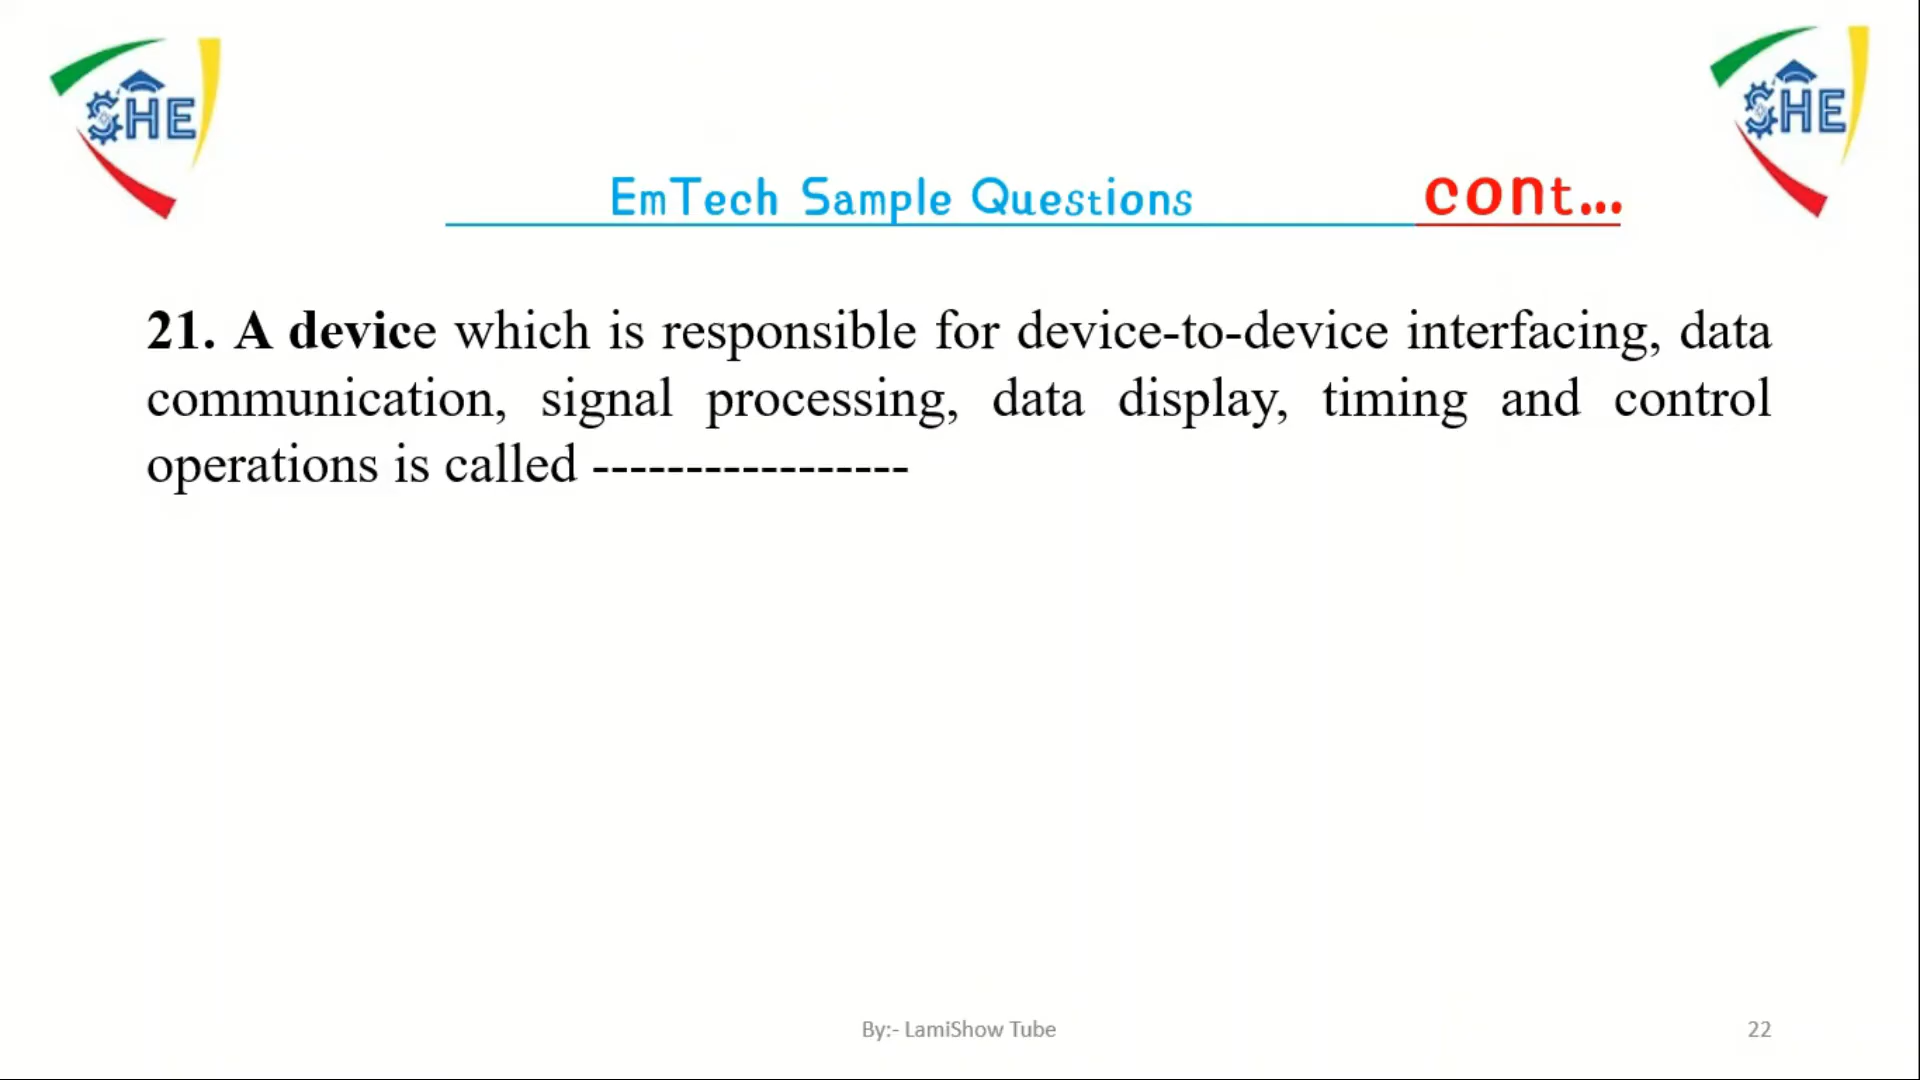 SHE
SHE
EmTech Sample Questions cont...
21. A device which is responsible for device-to-device interfacing, data
communication, signal processing, data display, timing and control
operations is called -----------------
By:- LamiShow Tube
22